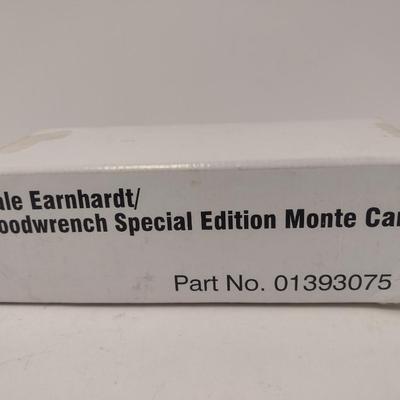 ale Earnhardt/
oodwrench Special Edition Monte Car
Part No. 01393075